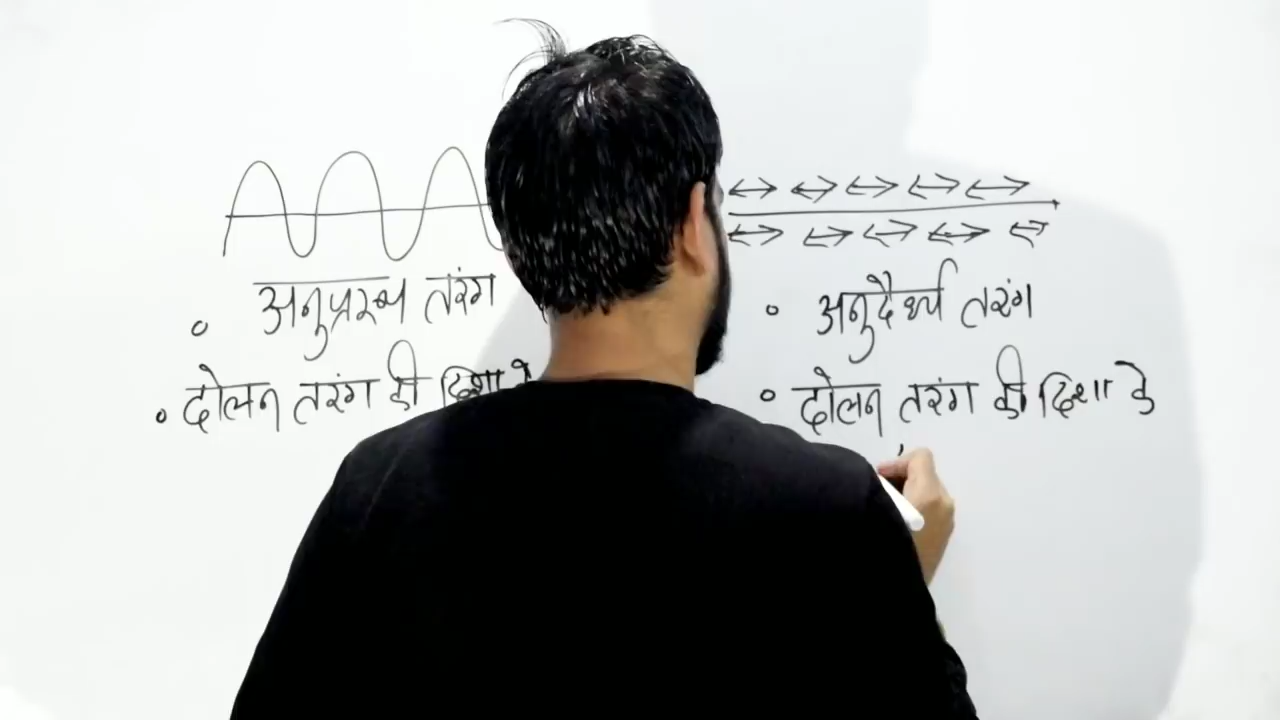 अनुप्रस्थ तरंग
दोलन तरंग की दिशा के
अनुदैर्ध्य तरंग
दोलन तरंग की दिशा के